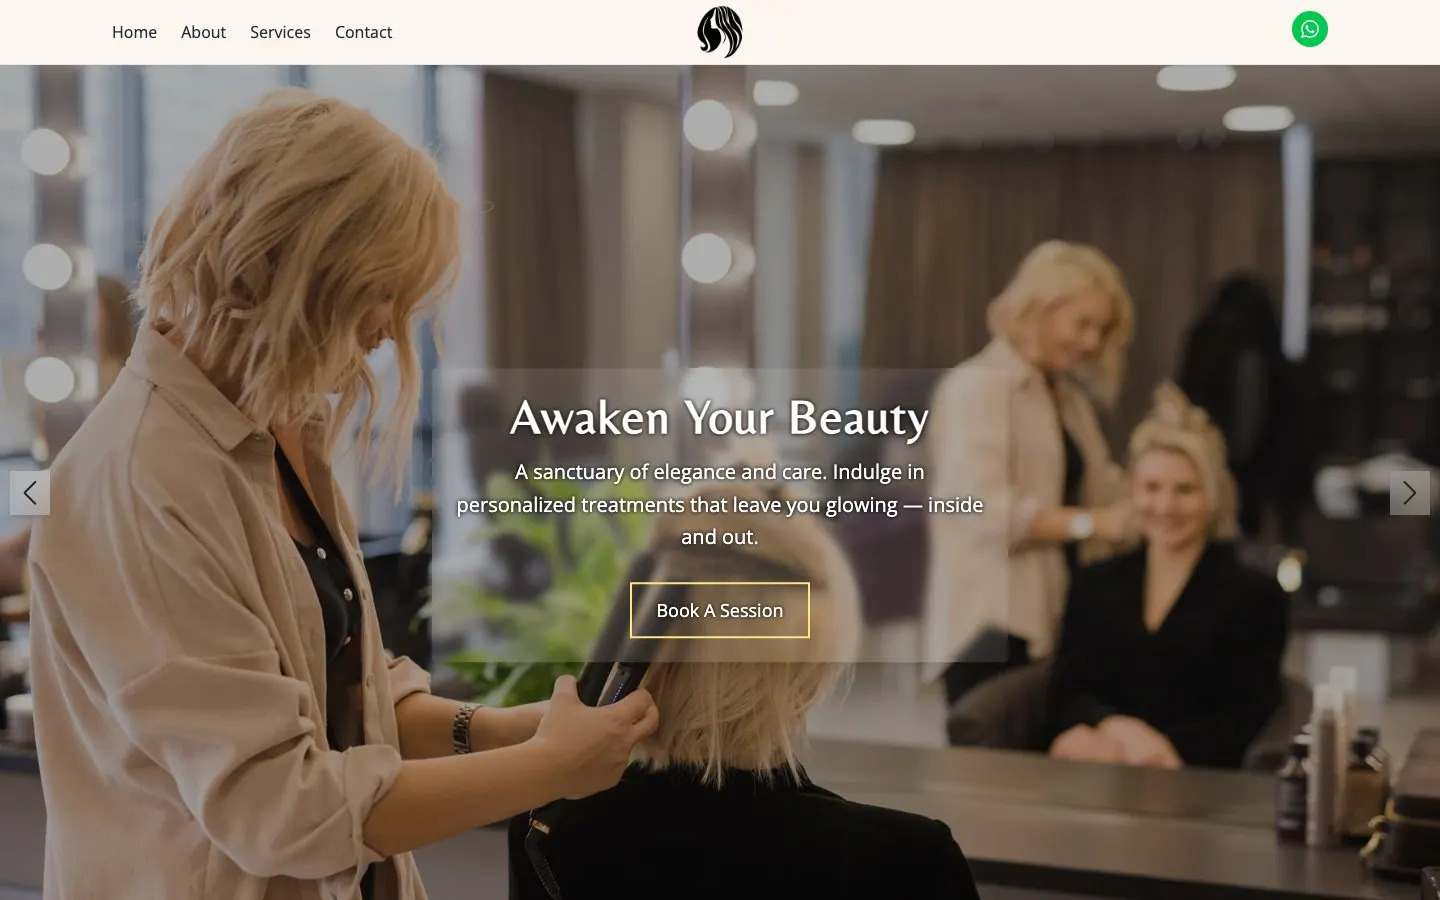 Home
About
Services
Contact
Awaken Your Beauty
A sanctuary of elegance and care. Indulge in
personalized treatments that leave you glowing — inside
and out.
Book A Session